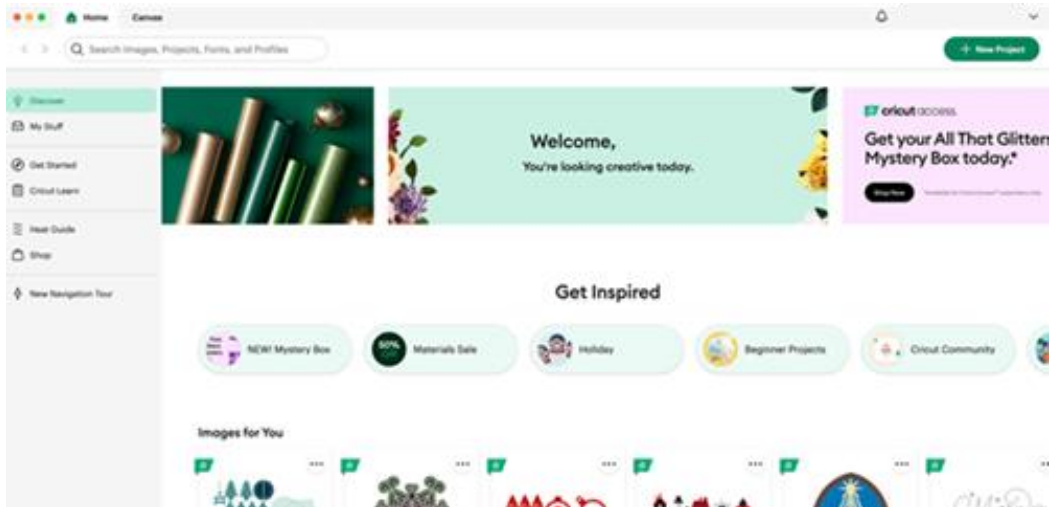 Home Canvas
Search Images, Projects, Fonts, and Profiles
+ New Project
Discover
My Stuff
Get Started
Cricut Learn
Heat Guide
Shop
New Navigation Tour
Welcome,
You're looking creative today.
cricut access
Get your All That Glitters
Mystery Box today.*
Shop Now
Get Inspired
NEW! Mystery Box
50%
Materials Sale
Holiday
Beginner Projects
Cricut Community
Images for You